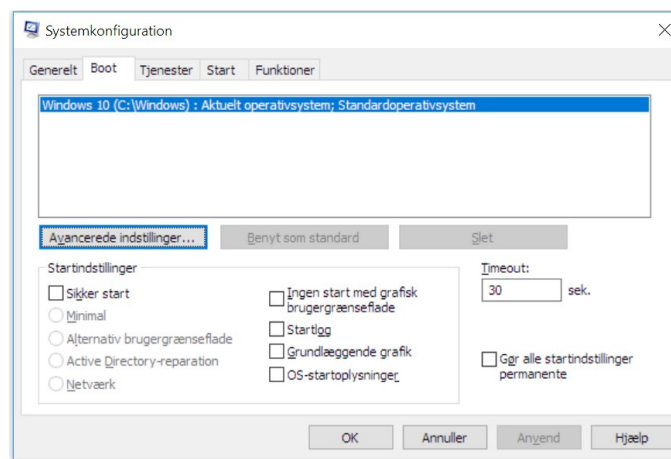 Systemkonfiguration
Generelt Boot Tjenester Start Funktioner
Windows 10 (C:\Windows) : Aktuelt operativsystem; Standardoperativsystem
Avancerede indstillinger... Benyt som standard Slet
Startindstillinger
Sikker start
Minimal
Alternativ brugergrænseflade
Active Directory-reparation
Netværk
Ingen start med grafisk
brugergrænseflade
Startlog
Grundlæggende grafik
OS-startoplysninger
Timeout:
30 sek.
Gør alle startindstillinger
permanente
OK Annuller Anvend Hjælp